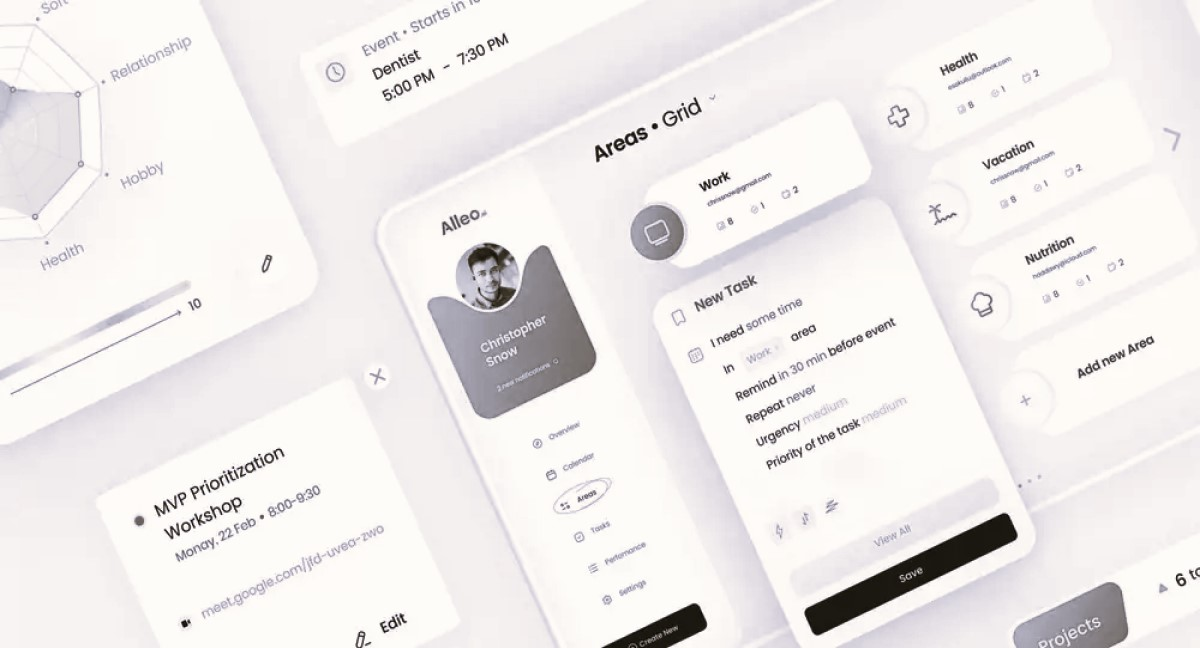 Relationship
Hobby
Health
10
Event • Starts in
Dentist
5:00 PM – 7:30 PM
MVP Prioritization
Workshop
Monay, 22 Feb • 8:00-9:30
meet.google.com/jfd-uvea-zwo
Edit
Alleo.ai
Christopher
Snow
2 new notifications
Overview
Calendar
Areas
Tasks
Perfomance
Settings
Create New
Areas • Grid
Work
chrissnow@gmail.com
8 1 2
New Task
I need some time
In Work area
Remind in 30 min before event
Repeat never
Urgency medium
Priority of the task medium
View All
Save
Health
8 1 2
Vacation
chrissnow@gmail.com
8 1 2
Nutrition
8 1 2
Add new Area
Projects
6